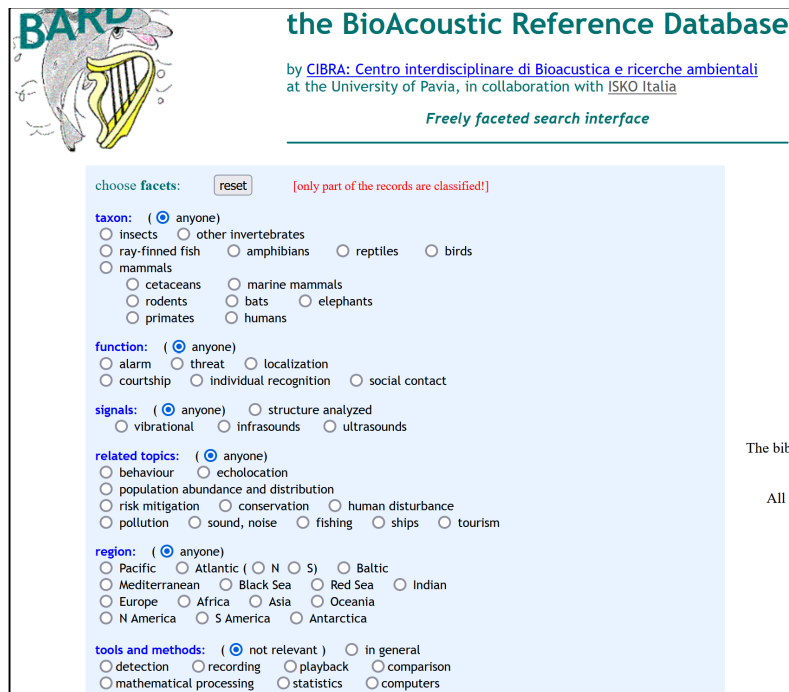 BARD
the BioAcoustic Reference Database
by CIBRA: Centro interdisciplinare di Bioacustica e ricerche ambientali
at the University of Pavia, in collaboration with ISKO Italia
Freely faceted search interface
choose facets: reset [only part of the records are classified!]
taxon: ( anyone)
insects other invertebrates
ray-finned fish amphibians reptiles birds
mammals
cetaceans marine mammals
rodents bats elephants
primates humans
function: ( anyone)
alarm threat localization
courtship individual recognition social contact
signals: ( anyone) structure analyzed
vibrational infrasounds ultrasounds
related topics: ( anyone)
behaviour echolocation
The bib
population abundance and distribution
risk mitigation conservation human disturbance
All
pollution sound, noise fishing ships tourism
region: ( anyone)
Pacific Atlantic ( N S) Baltic
Mediterranean Black Sea Red Sea Indian
Europe Africa Asia Oceania
N America S America Antarctica
tools and methods: ( not relevant ) in general
detection recording playback comparison
mathematical processing statistics computers